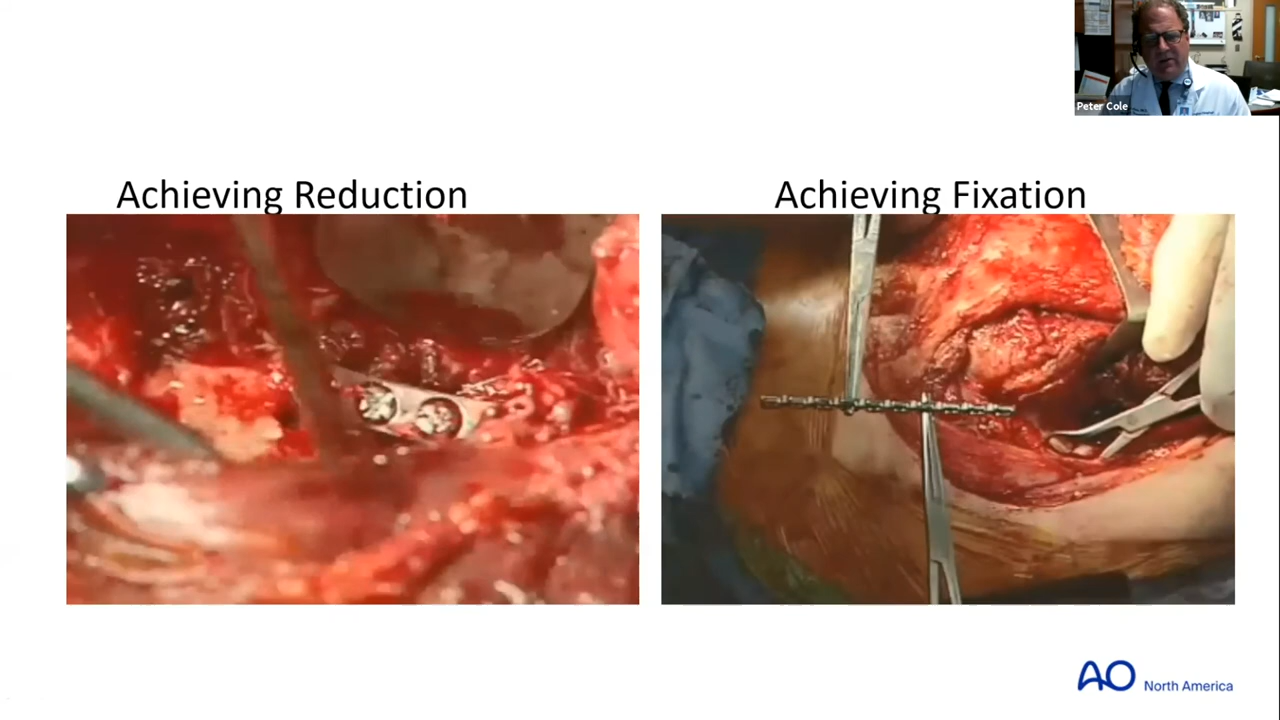 Peter Cole
Achieving Reduction
Achieving Fixation
AO North America